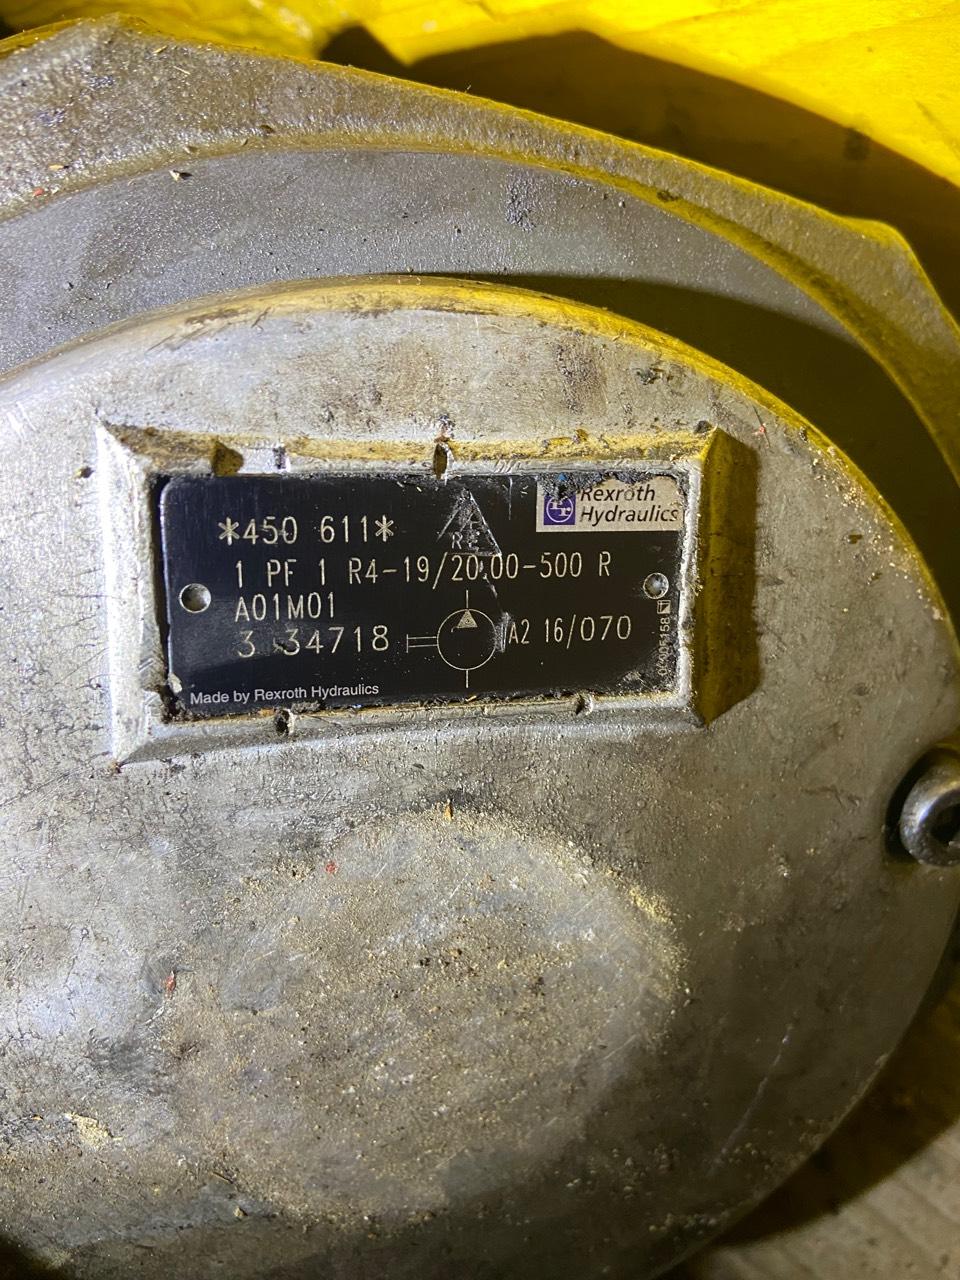 *450 611*
RE
Rexroth
Hydraulics
1 PF 1 R4-19/20.00-500 R
A01M01
3 34718
A2 16/070
Made by Rexroth Hydraulics